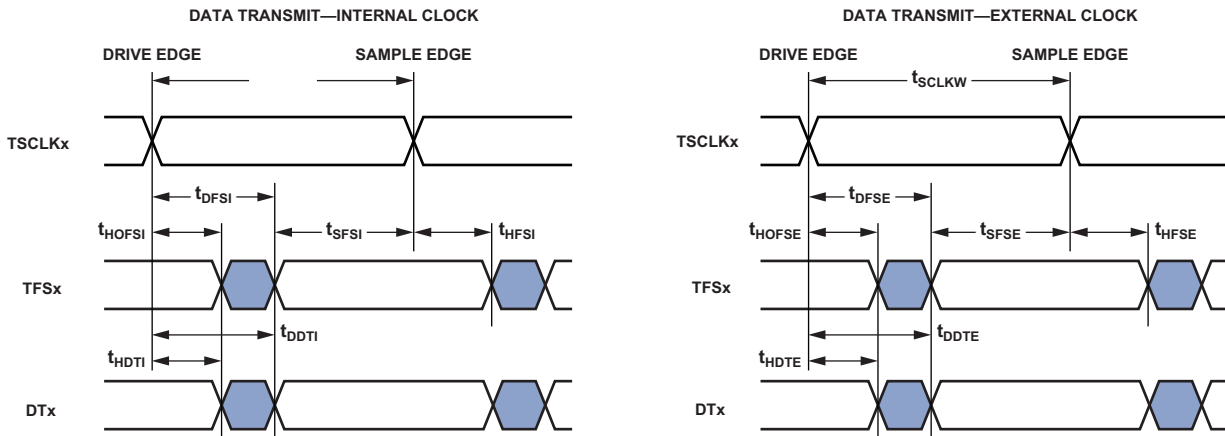 DATA TRANSMIT—INTERNAL CLOCK
DRIVE EDGE
SAMPLE EDGE
TSCLKx
tDFSI
tHOFSI
tSFSI
tHFSI
TFSx
tDDTI
tHDTI
DTx
DATA TRANSMIT—EXTERNAL CLOCK
DRIVE EDGE
SAMPLE EDGE
tSCLKW
TSCLKx
tDFSE
tHOFSE
tSFSE
tHFSE
TFSx
tDDTE
tHDTE
DTx